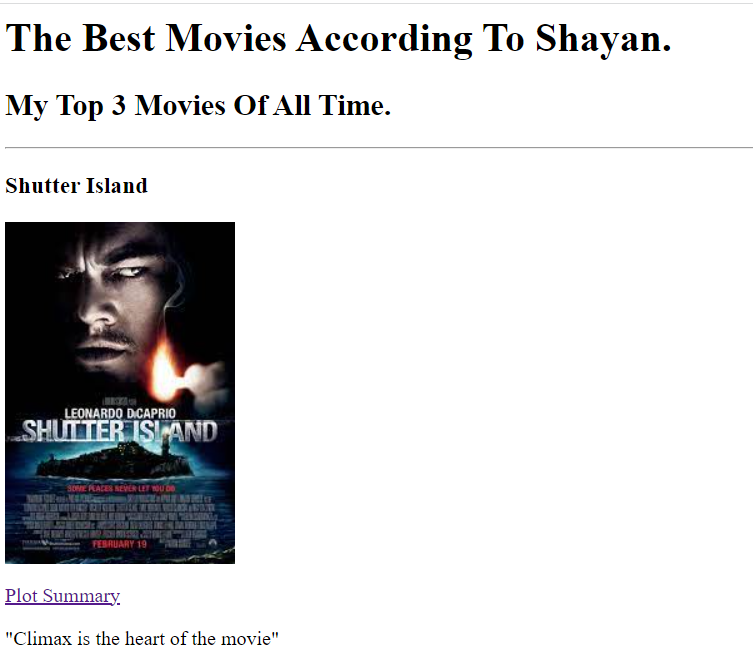 The Best Movies According To Shayan.
My Top 3 Movies Of All Time.
Shutter Island
LEONARDO DiCAPRIO
SHUTTER ISLAND
SOME PLACES NEVER LET YOU GO
FEBRUARY 19
Plot Summary
"Climax is the heart of the movie"